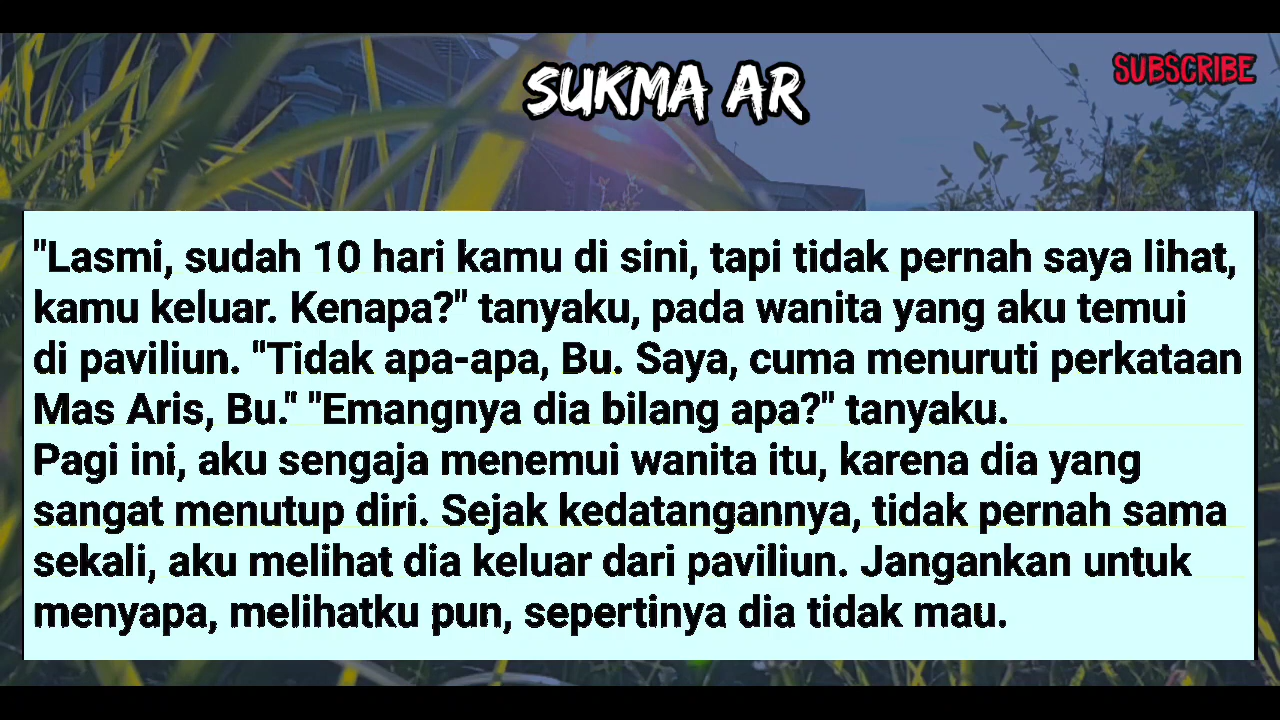 SUKMA AR
SUBSCRIBE
"Lasmi, sudah 10 hari kamu di sini, tapi tidak pernah saya lihat,
kamu keluar. Kenapa?" tanyaku, pada wanita yang aku temui
di paviliun. "Tidak apa-apa, Bu. Saya, cuma menuruti perkataan
Mas Aris, Bu." "Emangnya dia bilang apa?" tanyaku.
Pagi ini, aku sengaja menemui wanita itu, karena dia yang
sangat menutup diri. Sejak kedatangannya, tidak pernah sama
sekali, aku melihat dia keluar dari paviliun. Jangankan untuk
menyapa, melihatku pun, sepertinya dia tidak mau.